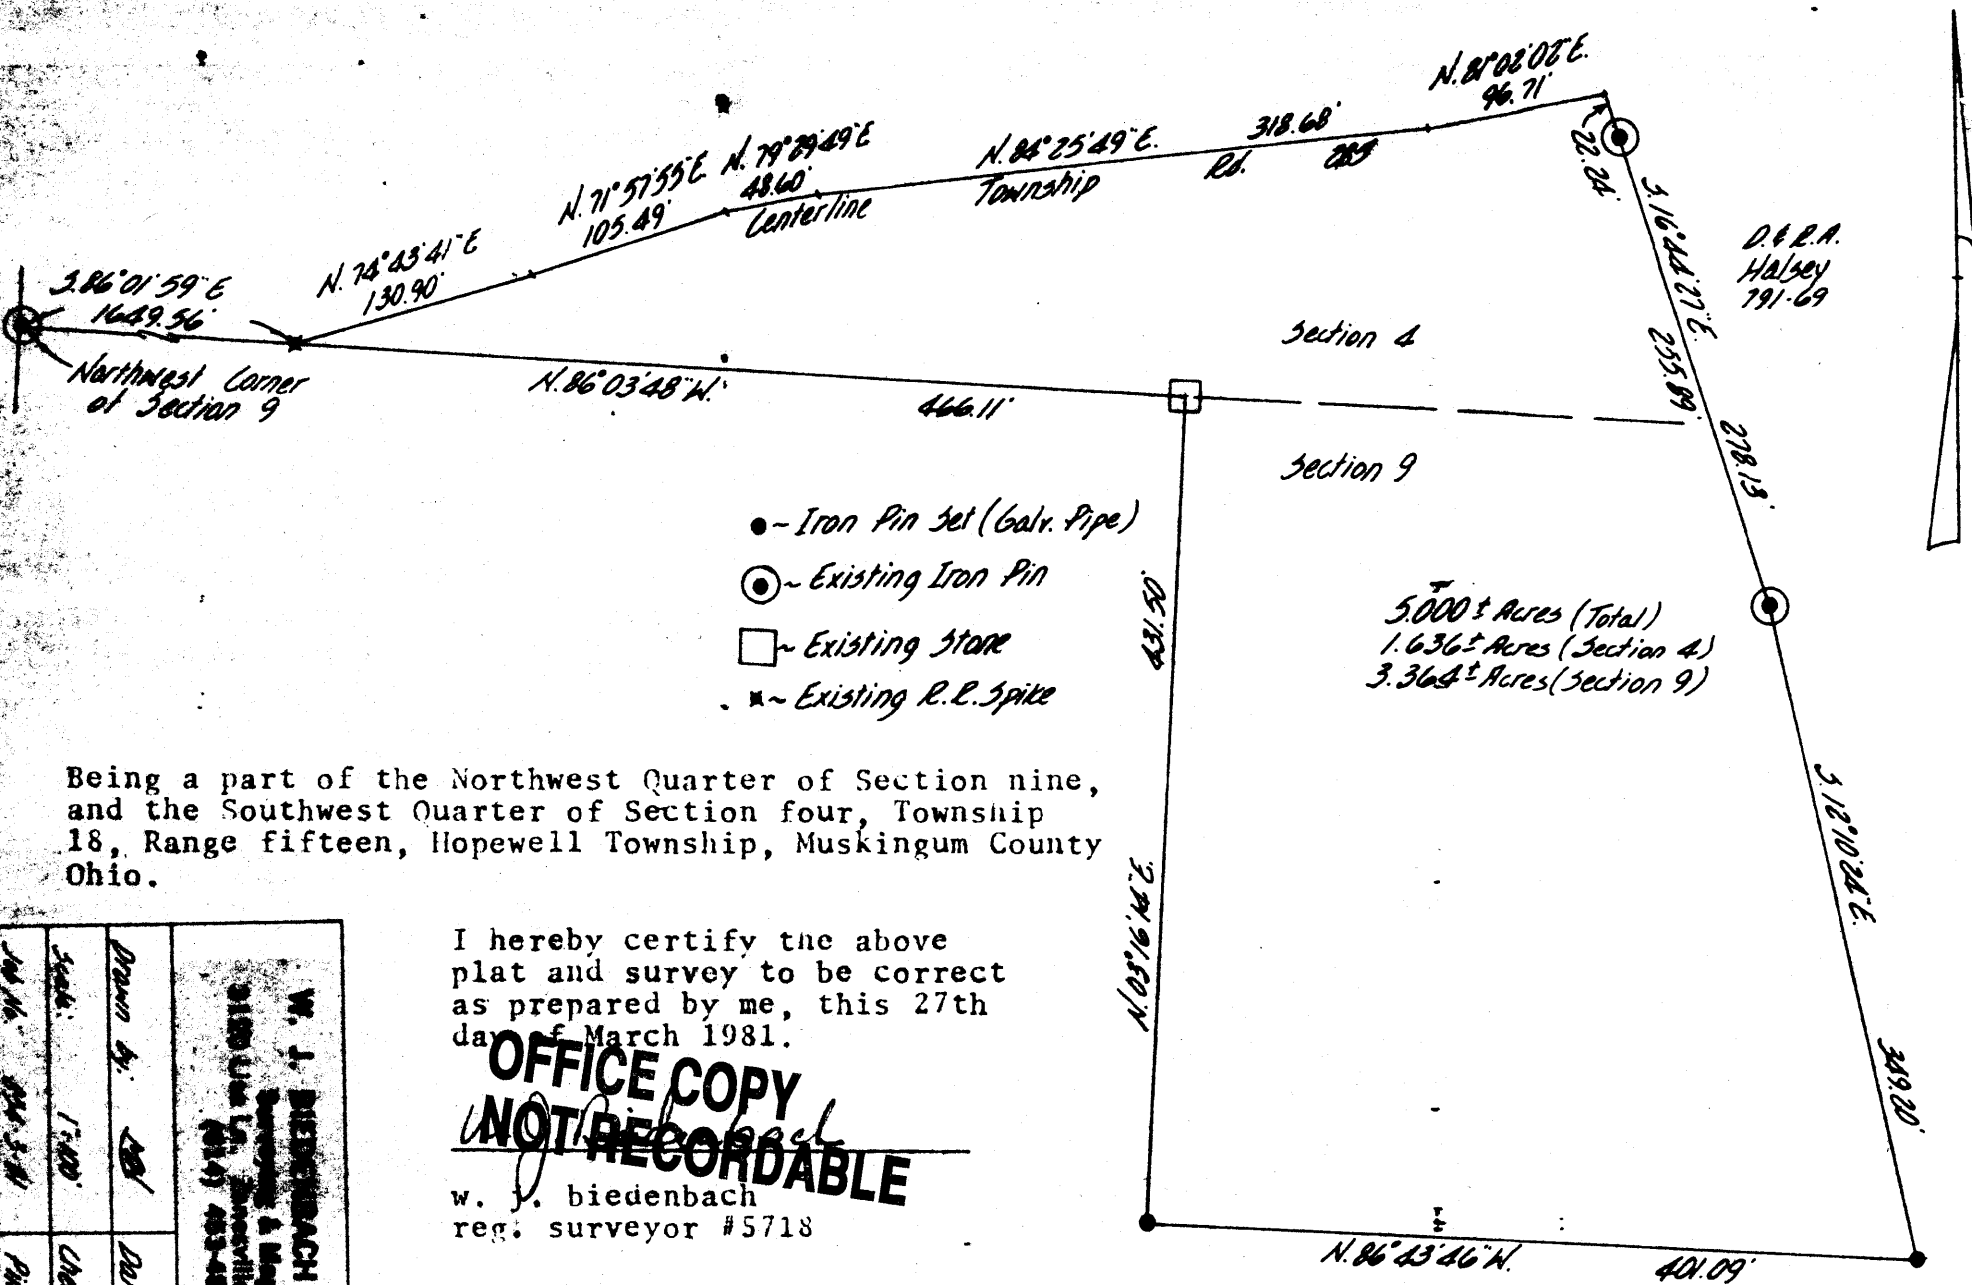 N. 81°02'02"E.
96.71'
22.24'
N. 84°25'49"E.
318.68'
Township
Rd.
N. 79°29'49"E
48.60'
Centerline
N. 71°57'55"E
105.49'
N. 74°43'41"E
130.90'
S. 86°01'59"E
1649.56'
Northwest Corner
of Section 9
N. 86°03'48"W.
466.11'
S. 16°44'27"E.
255.89'
278.13'
D. & R.A.
Halsey
791-69
Section 4
Section 9
●~ Iron Pin Set (Galv. Pipe)
~ Existing Iron Pin
~ Existing Stone
~ Existing R.R. Spike
431.50'
N.03°16'14"E.
5.000± Acres (Total)
1.636± Acres (Section 4)
3.364± Acres (Section 9)
S. 12°10'24"E.
349.20'
N. 86°43'46"W.
401.09'
Being a part of the Northwest Quarter of Section nine,
and the Southwest Quarter of Section four, Township
18, Range fifteen, Hopewell Township, Muskingum County
Ohio.
I hereby certify the above
plat and survey to be correct
as prepared by me, this 27th
day of March 1981.
OFFICE COPY
NOT RECORDABLE
w. j. biedenbach
reg. surveyor #5718
W. J. BIEDENBACH
Drawn by:
Scale: 1"=100'
Job No.